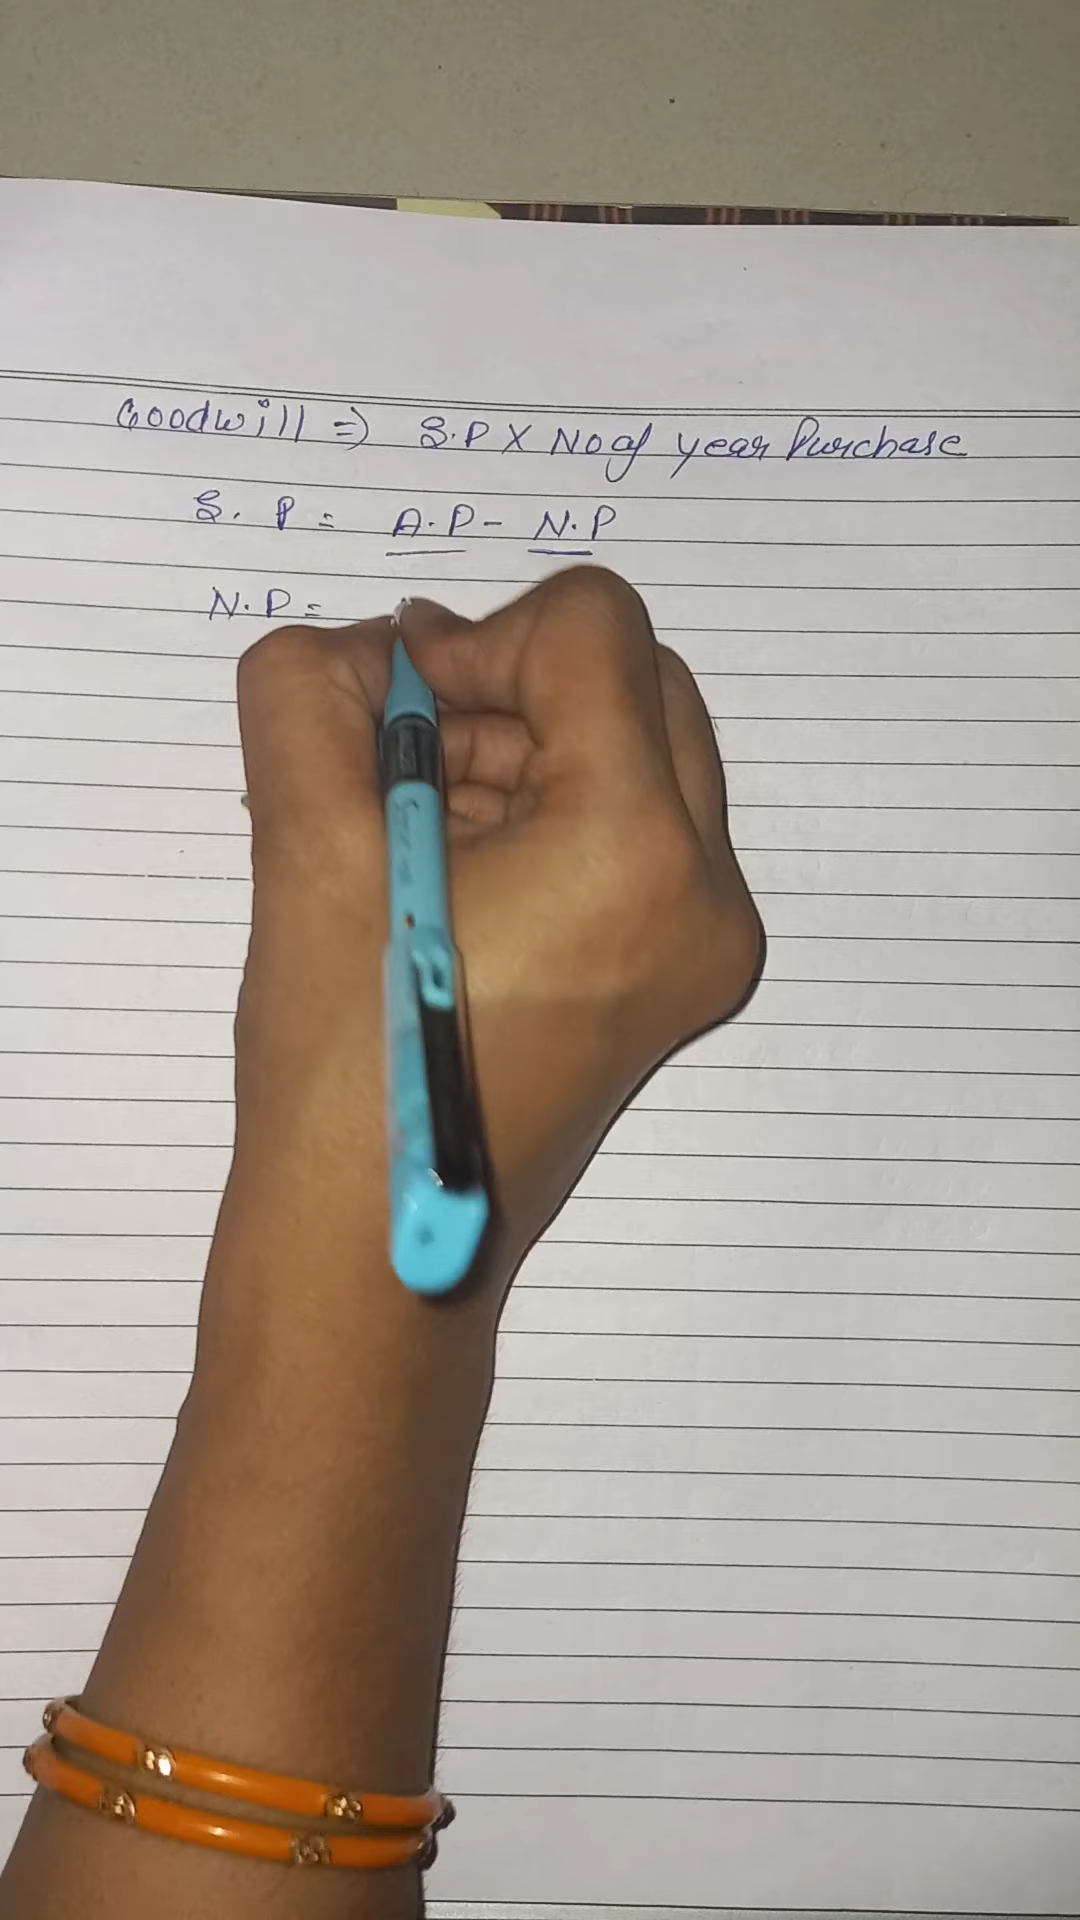 Goodwill => S.P X No of year Purchase
S. P = A.P - N.P
N.P =